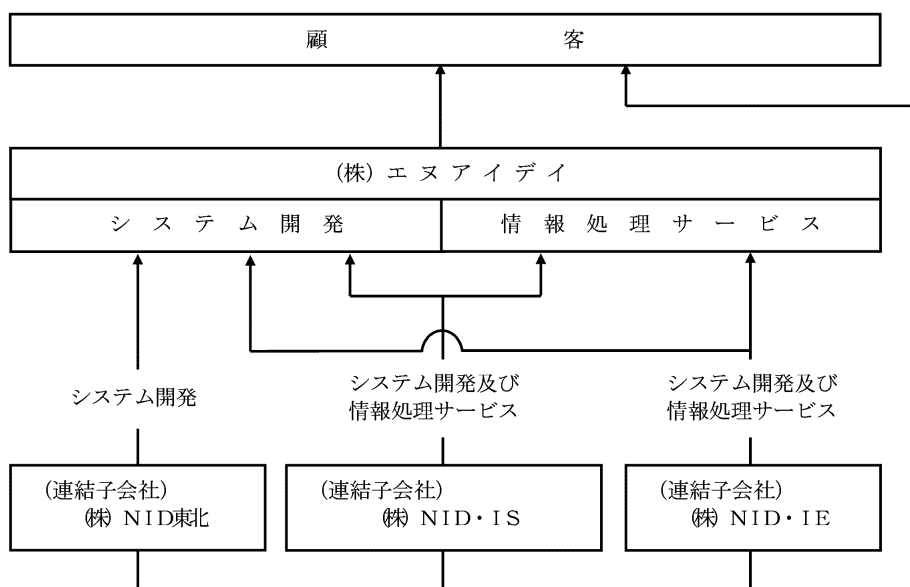 顧客
(株)エヌアイデイ
システム開発
情報処理サービス
システム開発
システム開発及び
情報処理サービス
システム開発及び
情報処理サービス
(連結子会社)
㈱ NID東北
(連結子会社)
㈱ NID・IS
(連結子会社)
㈱ NID・IE